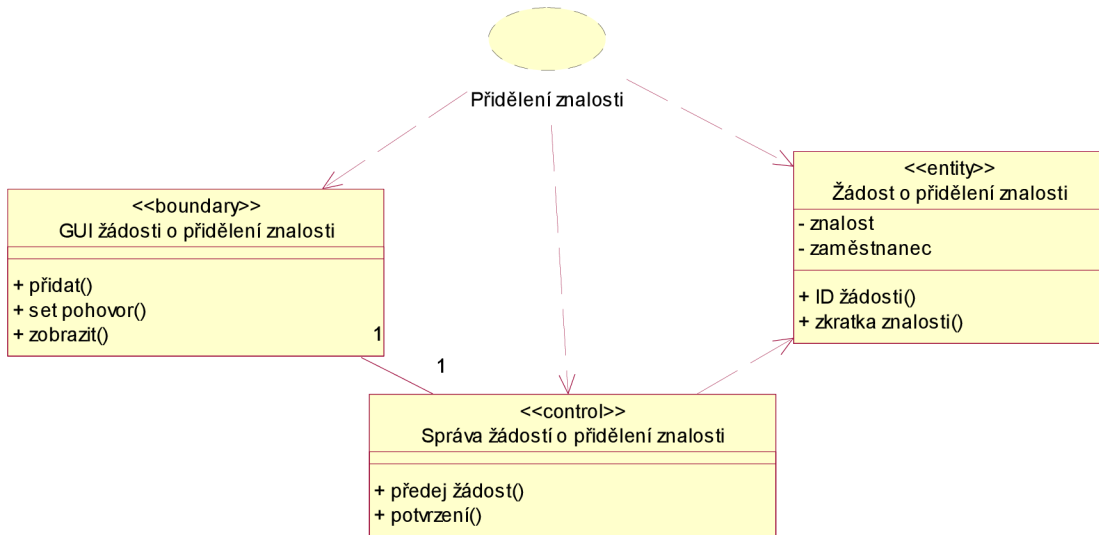 Přidělení znalosti
<<boundary>>
GUI žádosti o přidělení znalosti
+ přidat()
+ set pohovor()
+ zobrazit()
1
1
<<entity>>
Žádost o přidělení znalosti
- znalost
- zaměstnanec
+ ID žádosti()
+ zkratka znalosti()
<<control>>
Správa žádostí o přidělení znalosti
+ předej žádost()
+ potvrzení()